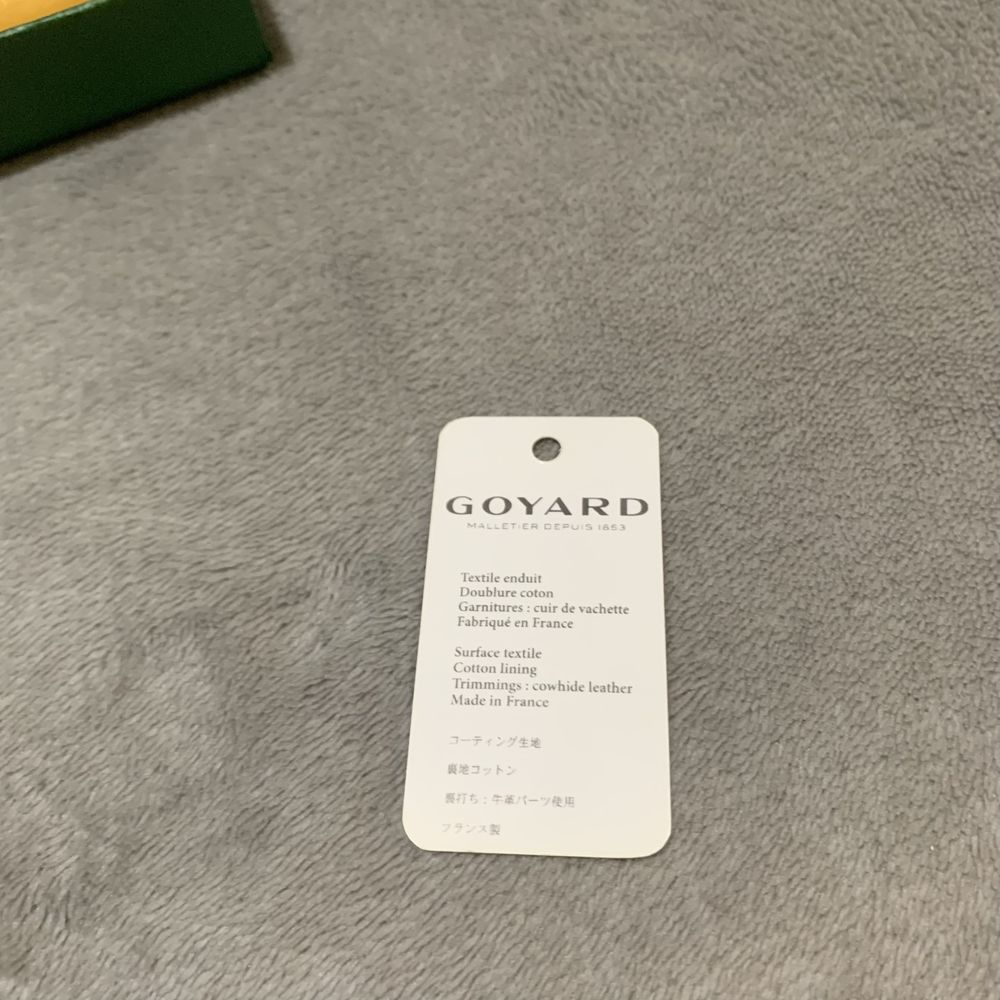 GOYARD
MALLETIER DEPUIS 1853
Textile enduit
Doublure coton
Garnitures : cuir de vachette
Fabriqué en France
Surface textile
Cotton lining
Trimmings : cowhide leather
Made in France
コーティング生地
裏地コットン
裏打ち : 牛革パーツ使用
フランス製